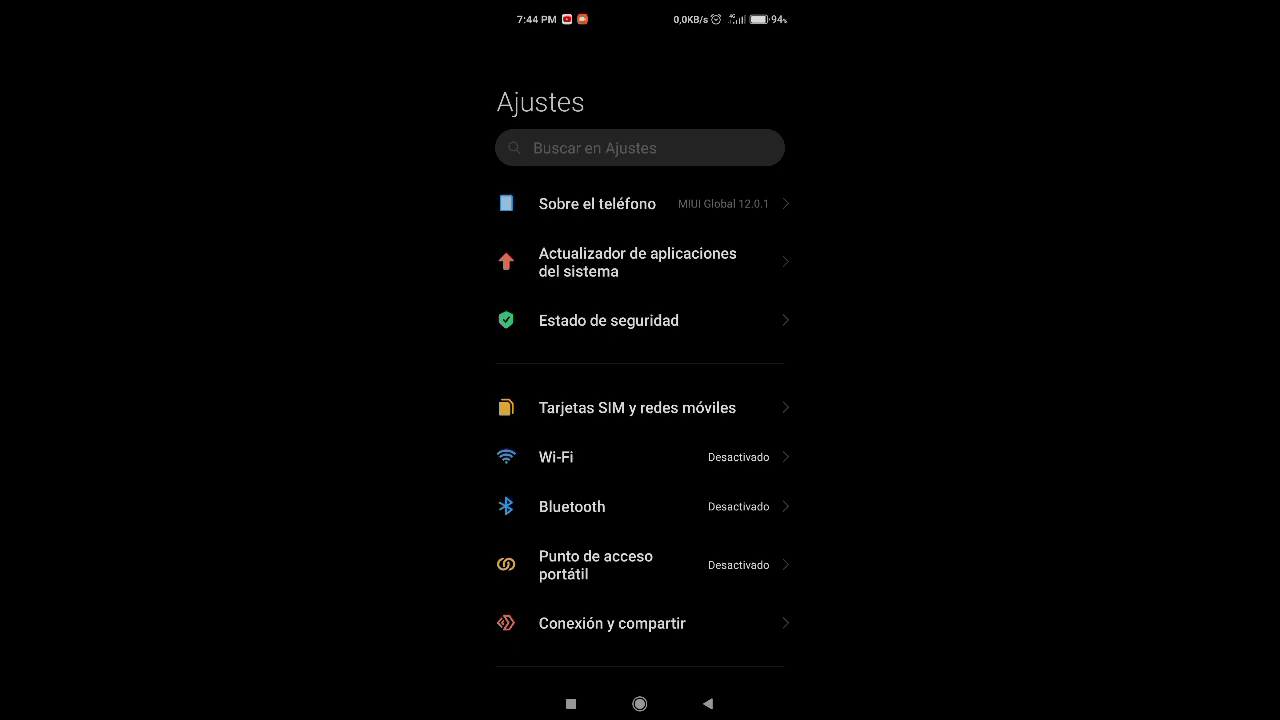 7:44 PM 0,0KB/s 4G 94%
Ajustes
Buscar en Ajustes
Sobre el teléfono MIUI Global 12.0.1
Actualizador de aplicaciones
del sistema
Estado de seguridad
Tarjetas SIM y redes móviles
Wi-Fi Desactivado
Bluetooth Desactivado
Punto de acceso
portátil Desactivado
Conexión y compartir